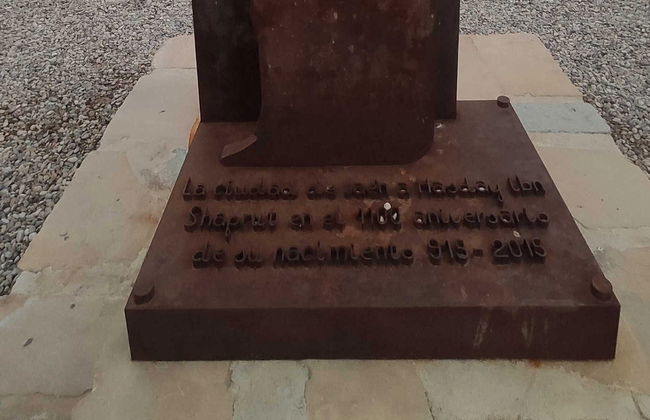 La ciudad de Jaén a Hasday Ibn
Shaprut en el 1100 aniversario
de su nacimiento 915-2015